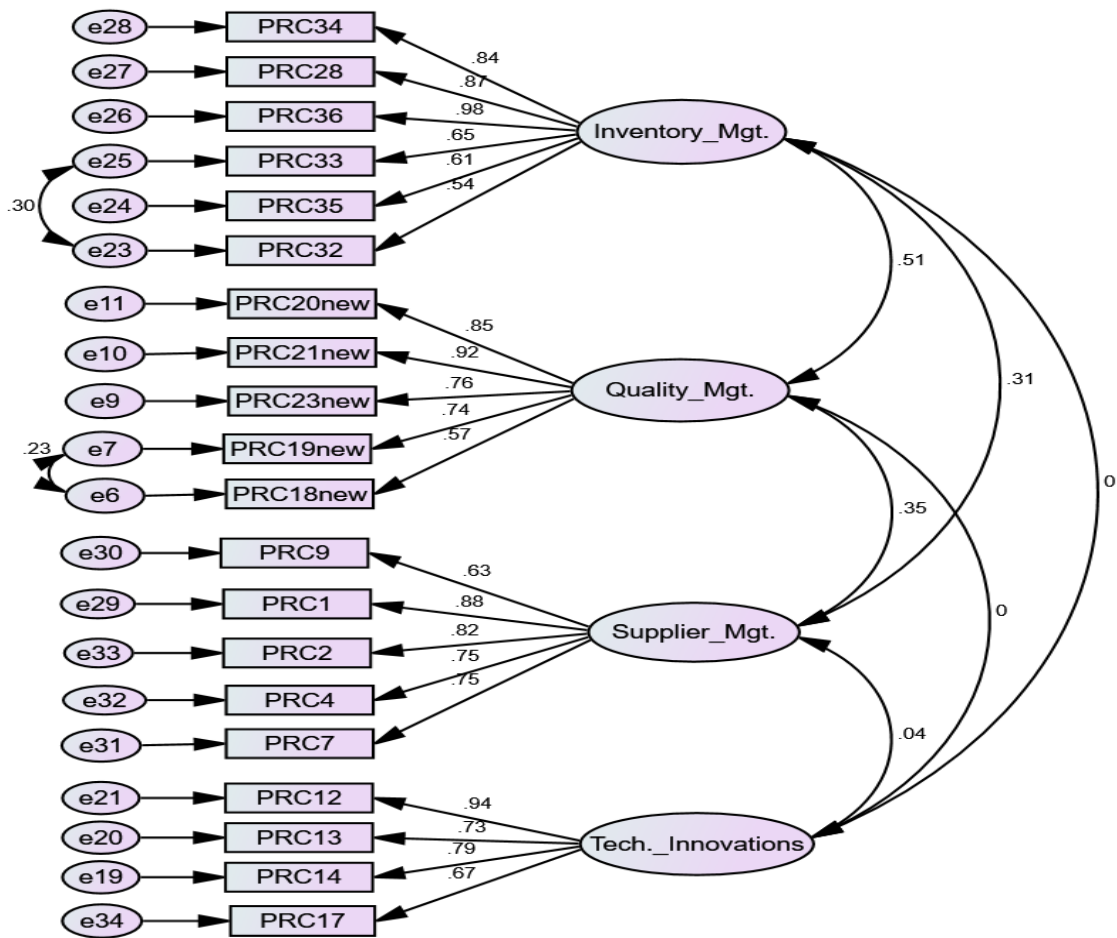 e28 PRC34
.84
e27 PRC28
.87
e26 PRC36
.98
Inventory_Mgt.
e25 PRC33
.65
.30
e24 PRC35
.61
e23 PRC32
.54
.51
e11 PRC20new
.85
e10 PRC21new
.92
e9 PRC23new
.76
Quality_Mgt.
.31
e7 PRC19new
.74
.23
e6 PRC18new
.57
0
.35
e30 PRC9
.63
e29 PRC1
.88
0
e33 PRC2
.82
Supplier_Mgt.
e32 PRC4
.75
e31 PRC7
.75
.04
e21 PRC12
.94
e20 PRC13
.73
Tech._Innovations
e19 PRC14
.79
e34 PRC17
.67